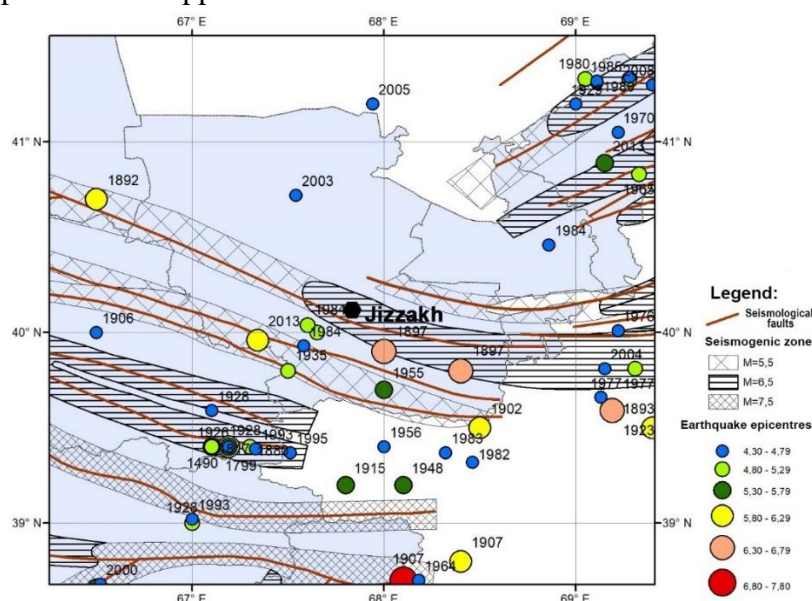 67° E 68° E 69° E
2005
1980 1985 2008
1929 1980
1970
41° N 41° N
2013
1965
1892
2003
1984
1984
Jizzakh
1976
2013
1984
1897
1906
40° N 40° N
1935
1897
2004
1955
1977
1977
1928
1902
1893
1923
1926 1928
1993
1995
1956
1983
1982
1490
1799
1915
1948
1928
1993
39° N 39° N
1907
1907
1964
2000
67° E 68° E 69° E
Legend:
Seismological
faults
Seismogenic zone
M=5,5
M=6,5
M=7,5
Earthquake epicentres
4,30 - 4,79
4,80 - 5,29
5,30 - 5,79
5,80 - 6,29
6,30 - 6,79
6,80 - 7,80